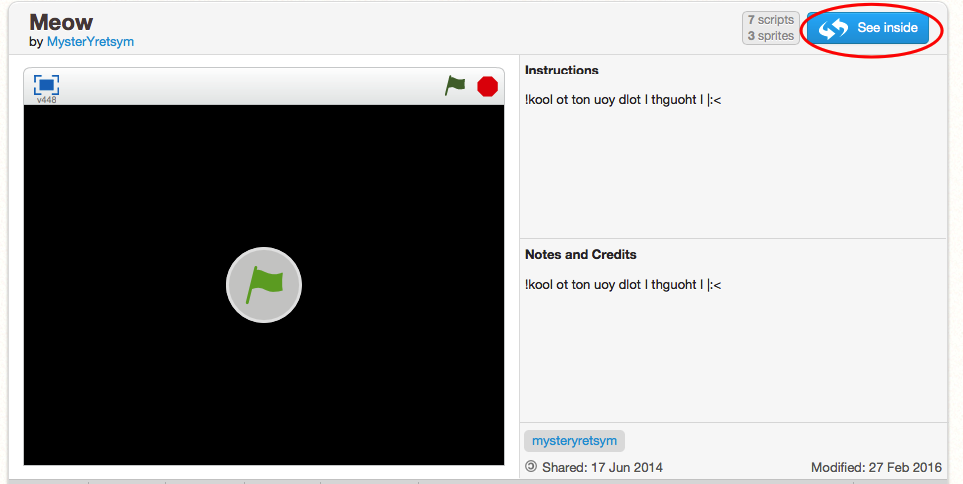 Meow
by MysterYretsym
7 scripts
3 sprites
See inside
v448
Instructions
!kool ot ton uoy dlot I thguoht I |:<
Notes and Credits
!kool ot ton uoy dlot I thguoht I |:<
mysteryretsym
Shared: 17 Jun 2014
Modified: 27 Feb 2016